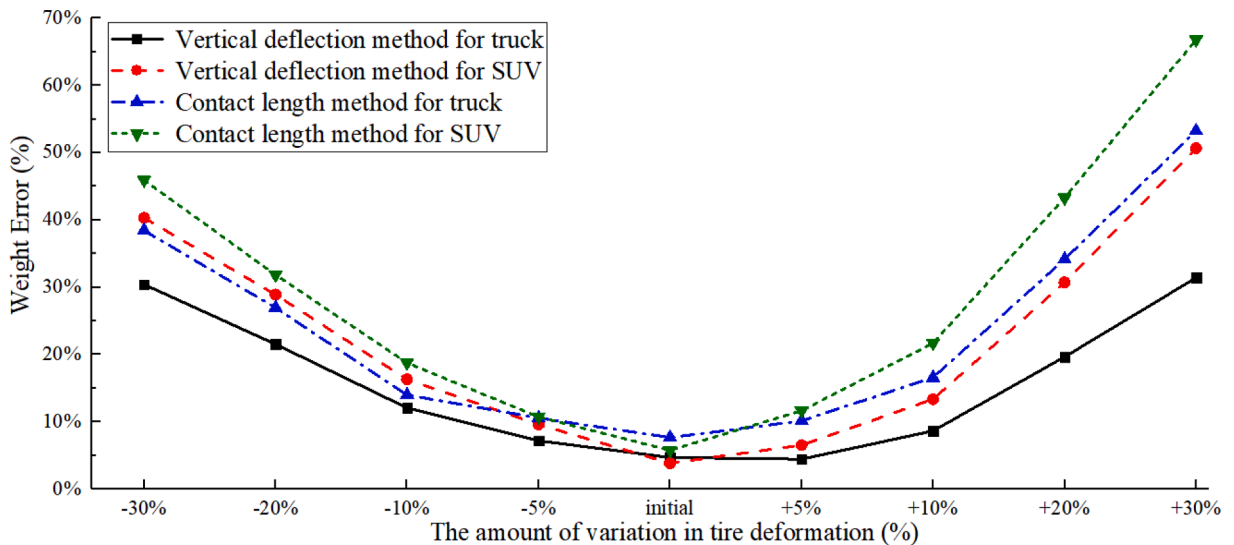 Vertical deflection method for truck
Vertical deflection method for SUV
Contact length method for truck
Contact length method for SUV
Weight Error (%)
70%
60%
50%
40%
30%
20%
10%
0%
-30% -20% -10% -5% initial +5% +10% +20% +30%
The amount of variation in tire deformation (%)